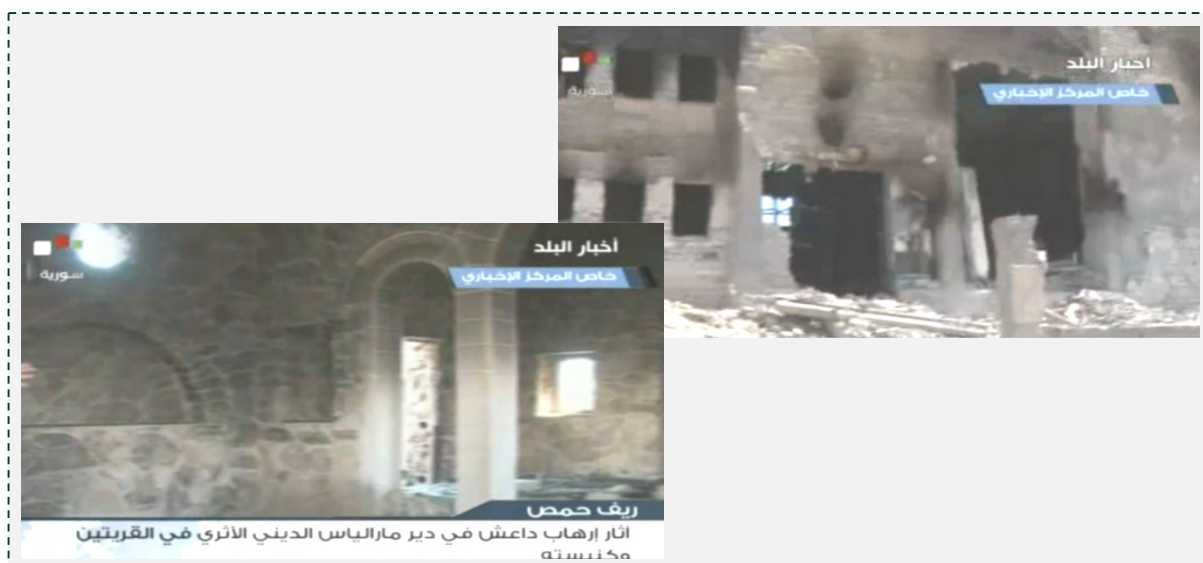 أخبار البلد
خاص المركز الإخباري
سورية
أخبار البلد
خاص المركز الإخباري
سورية
ريف حمص
آثار إرهاب داعش في دير مارالياس الديني الأثري في القريتين
وكنيسته